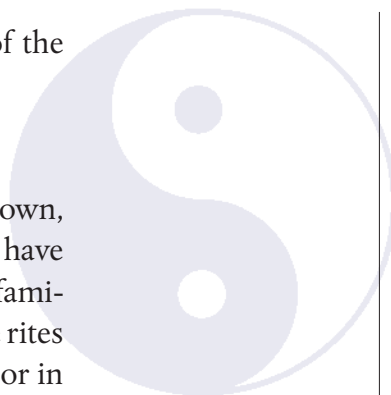 of the
own,
have
fami-
rites
or in